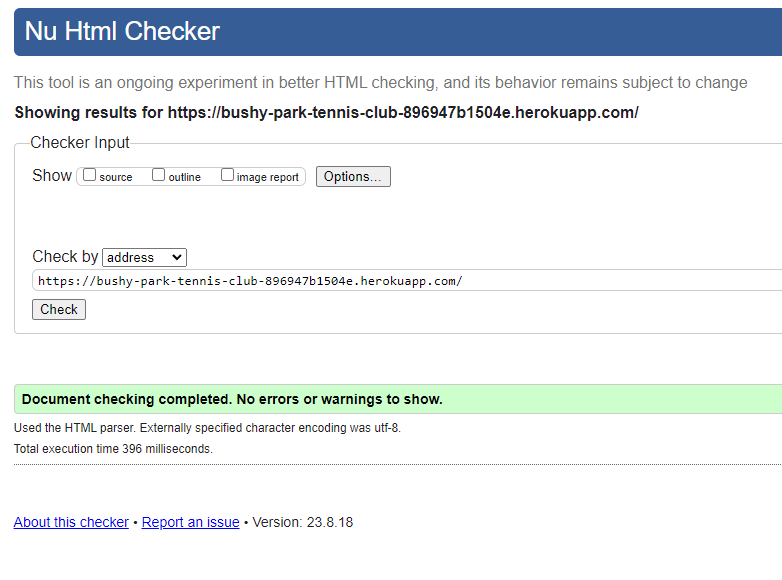 Nu Html Checker
This tool is an ongoing experiment in better HTML checking, and its behavior remains subject to change
Showing results for https://bushy-park-tennis-club-896947b1504e.herokuapp.com/
Checker Input
Show source outline image report Options...
Check by address
https://bushy-park-tennis-club-896947b1504e.herokuapp.com/
Check
Document checking completed. No errors or warnings to show.
Used the HTML parser. Externally specified character encoding was utf-8.
Total execution time 396 milliseconds.
About this checker • Report an issue • Version: 23.8.18